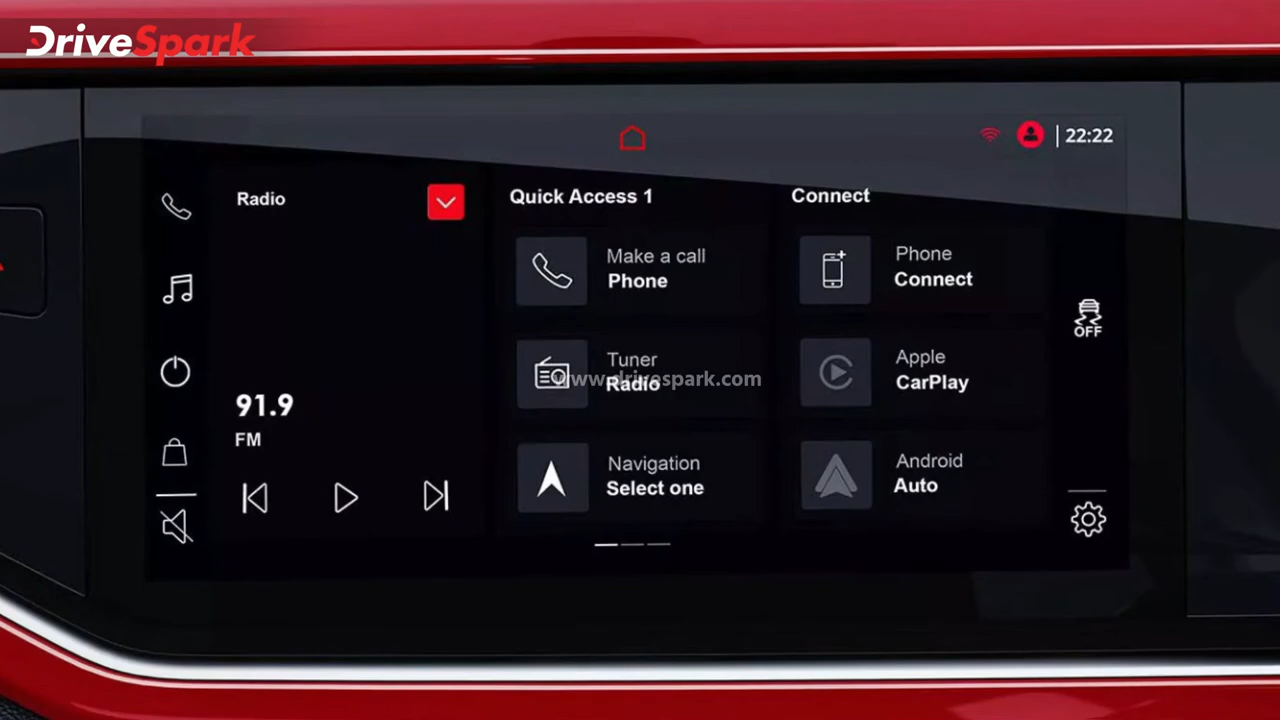 DriveSpark
22:22
Radio
Quick Access 1
Connect
Make a call
Phone
Phone
Connect
OFF
Tuner
Radio
www.drivespark.com
Apple
CarPlay
91.9
FM
Navigation
Select one
Android
Auto